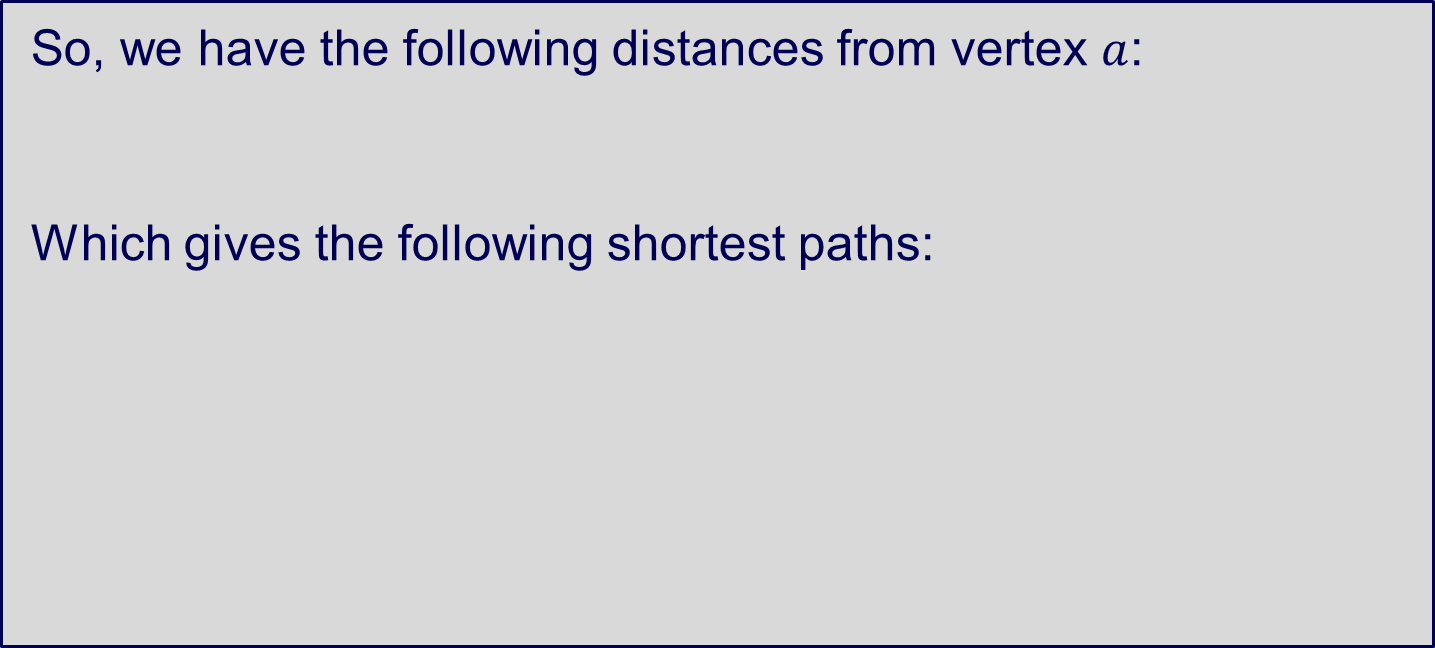 So, we have the following distances from vertex 𝑎:
Which gives the following shortest paths: